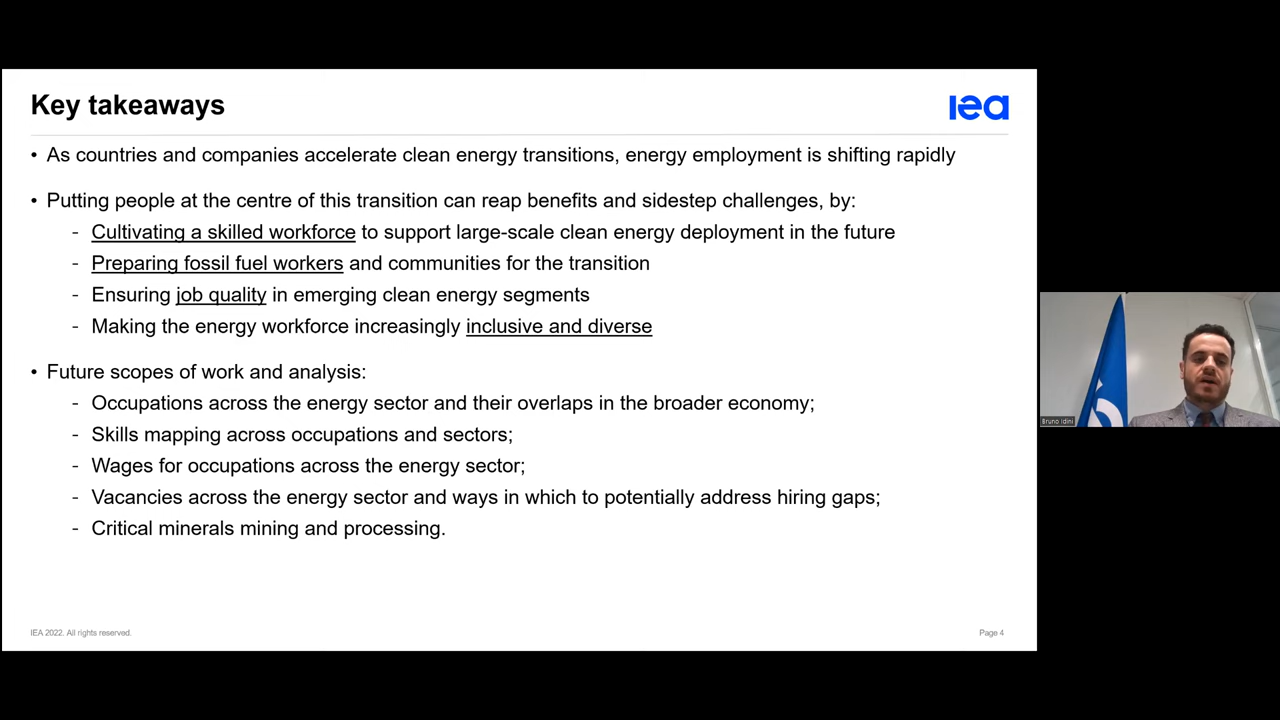 Key takeaways
iea
• As countries and companies accelerate clean energy transitions, energy employment is shifting rapidly
• Putting people at the centre of this transition can reap benefits and sidestep challenges, by:
- Cultivating a skilled workforce to support large-scale clean energy deployment in the future
- Preparing fossil fuel workers and communities for the transition
- Ensuring job quality in emerging clean energy segments
- Making the energy workforce increasingly inclusive and diverse
• Future scopes of work and analysis:
- Occupations across the energy sector and their overlaps in the broader economy;
- Skills mapping across occupations and sectors;
- Wages for occupations across the energy sector;
- Vacancies across the energy sector and ways in which to potentially address hiring gaps;
- Critical minerals mining and processing.
IEA 2022. All rights reserved.
Page 4
Bruno Idini